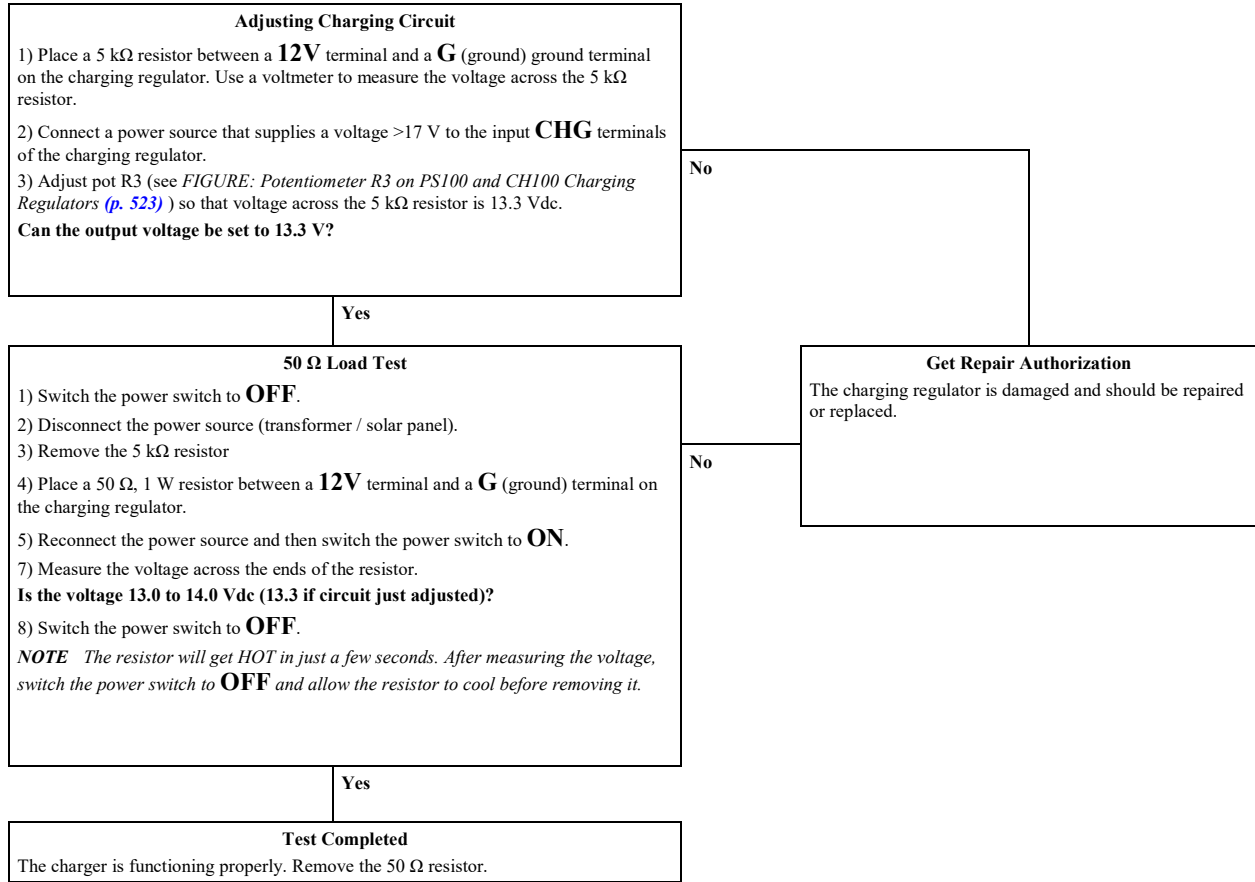 Adjusting Charging Circuit
1) Place a 5 kΩ resistor between a 12V terminal and a G (ground) ground terminal
on the charging regulator. Use a voltmeter to measure the voltage across the 5 kΩ
resistor.
2) Connect a power source that supplies a voltage >17 V to the input CHG terminals
of the charging regulator.
3) Adjust pot R3 (see FIGURE: Potentiometer R3 on PS100 and CH100 Charging
Regulators (p. 523) ) so that voltage across the 5 kΩ resistor is 13.3 Vdc.
Can the output voltage be set to 13.3 V?
No
Yes
50 Ω Load Test
1) Switch the power switch to OFF.
2) Disconnect the power source (transformer / solar panel).
3) Remove the 5 kΩ resistor
4) Place a 50 Ω, 1 W resistor between a 12V terminal and a G (ground) terminal on
the charging regulator.
5) Reconnect the power source and then switch the power switch to ON.
7) Measure the voltage across the ends of the resistor.
Is the voltage 13.0 to 14.0 Vdc (13.3 if circuit just adjusted)?
8) Switch the power switch to OFF.
NOTE The resistor will get HOT in just a few seconds. After measuring the voltage,
switch the power switch to OFF and allow the resistor to cool before removing it.
No
Get Repair Authorization
The charging regulator is damaged and should be repaired
or replaced.
Yes
Test Completed
The charger is functioning properly. Remove the 50 Ω resistor.